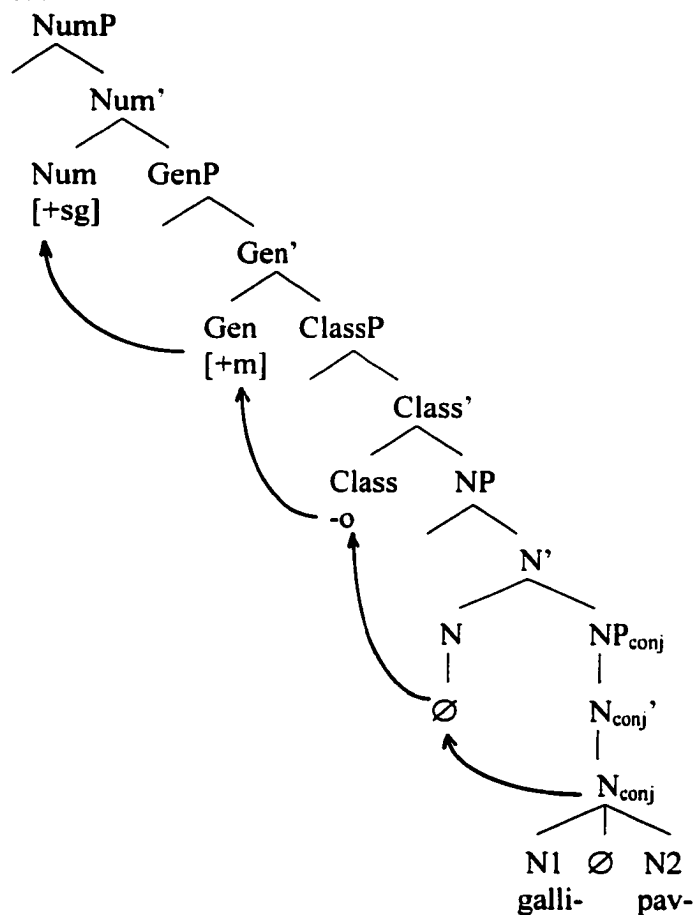 NumP
Num’
Num GenP
[+sg]
Gen’
Gen ClassP
[+m]
Class’
Class NP
-o
N’
N NPconj
∅ Nconj’
Nconj
N1 ∅ N2
galli- pav-